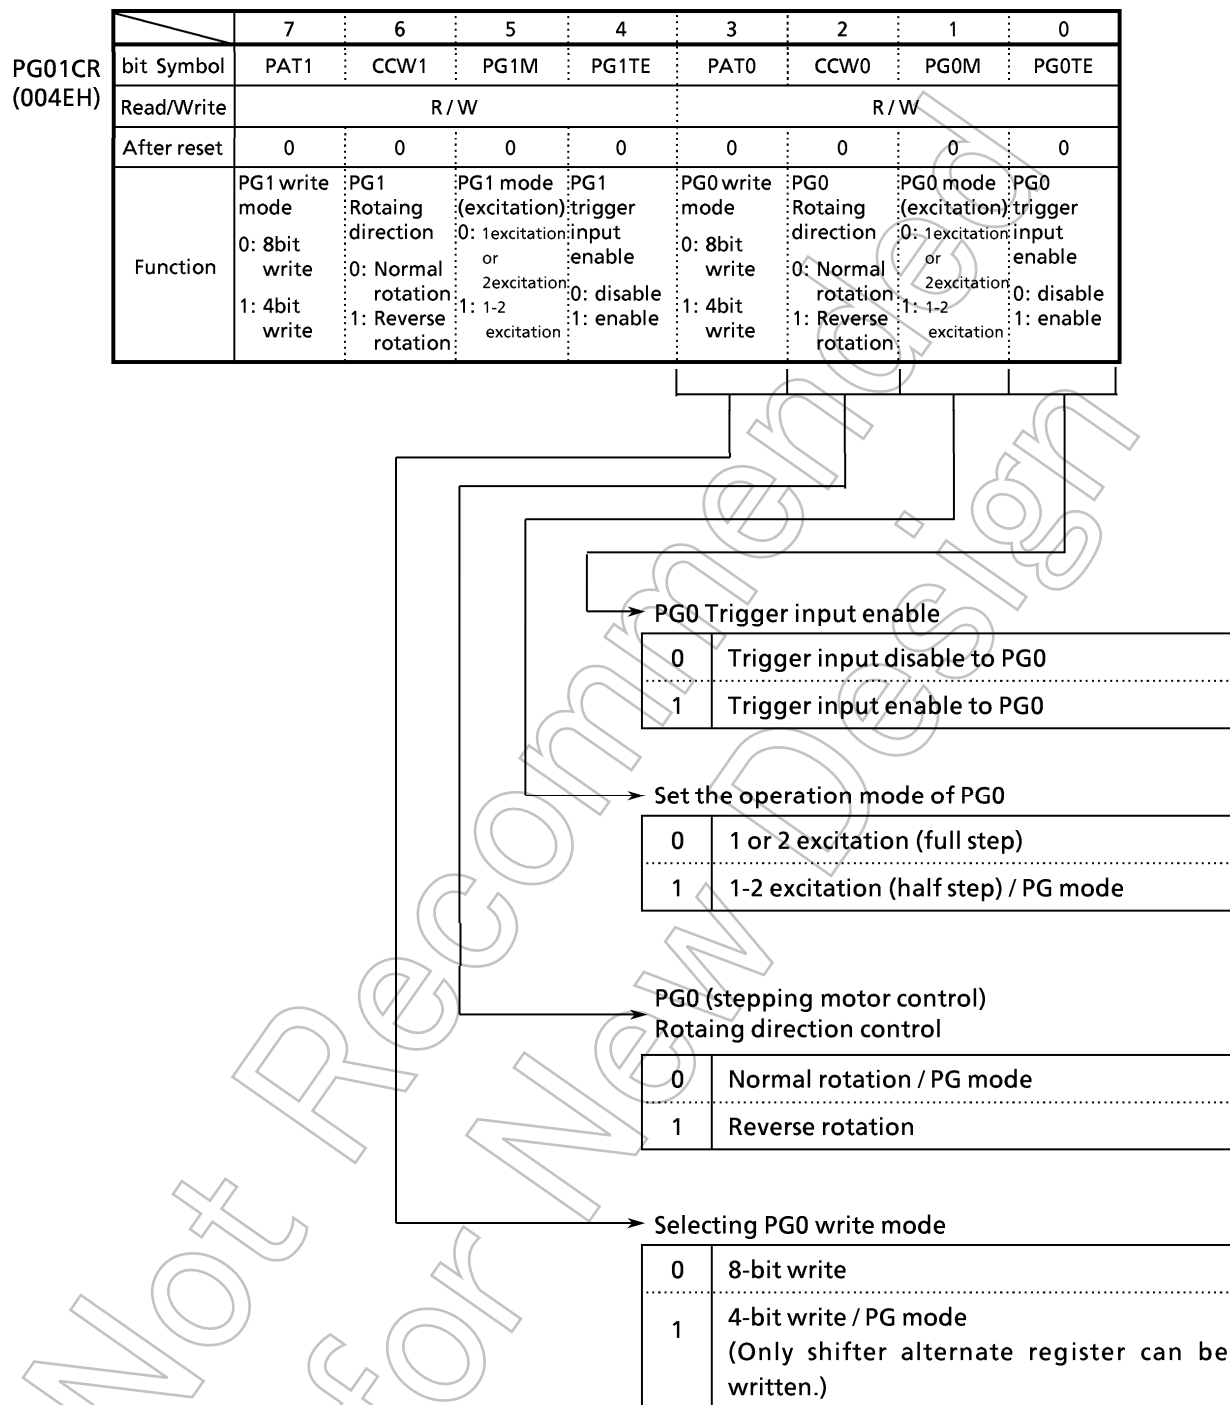 7 6 5 4 3 2 1 0
PG01CR
(004EH)
bit Symbol PAT1 CCW1 PG1M PG1TE PAT0 CCW0 PG0M PG0TE
Read/Write R / W R / W
After reset 0 0 0 0 0 0 0 0
Function
PG1 write
mode
0: 8bit
write
1: 4bit
write
PG1
Rotaing
direction
0: Normal
rotation
1: Reverse
rotation
PG1 mode
(excitation)
0: 1excitation
or
2excitation
1: 1-2
excitation
PG1
trigger
input
enable
0: disable
1: enable
PG0 write
mode
0: 8bit
write
1: 4bit
write
PG0
Rotaing
direction
0: Normal
rotation
1: Reverse
rotation
PG0 mode
(excitation)
0: 1excitation
or
2excitation
1: 1-2
excitation
PG0
trigger
input
enable
0: disable
1: enable
PG0 Trigger input enable
0 Trigger input disable to PG0
1 Trigger input enable to PG0
Set the operation mode of PG0
0 1 or 2 excitation (full step)
1 1-2 excitation (half step) / PG mode
PG0 (stepping motor control)
Rotaing direction control
0 Normal rotation / PG mode
1 Reverse rotation
Selecting PG0 write mode
0 8-bit write
1 4-bit write / PG mode
(Only shifter alternate register can be
written.)
Not Recommended
for New Design